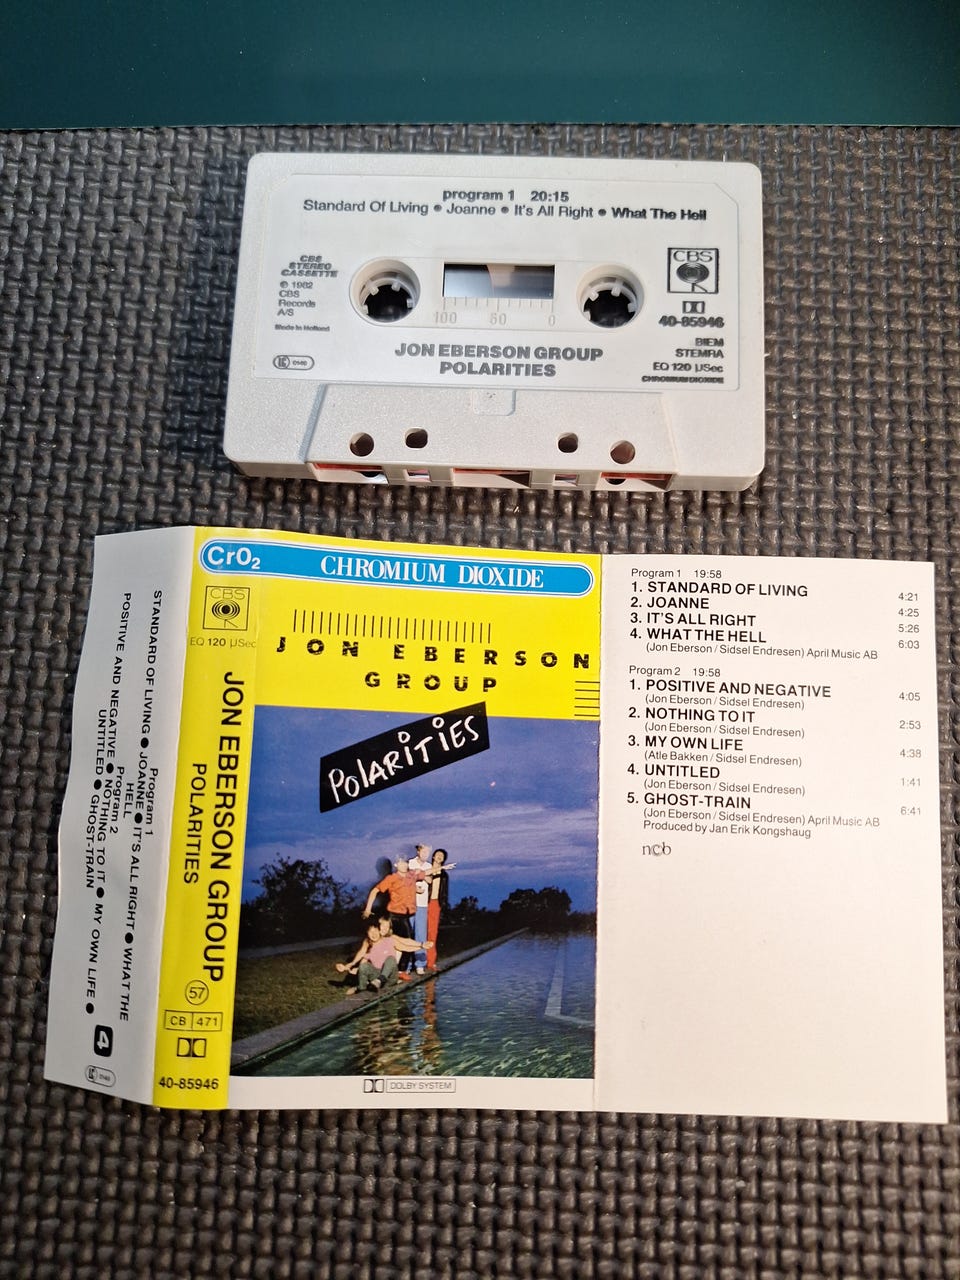 program 1 20:15
Standard Of Living • Joanne • It's All Right • What The Hell
CBS
STEREO
CASSETTE
℗ 1982
CBS
Records
A/S
Made in Holland
LC 0149
100 50 0
CBS
40-85946
BIEM
STEMRA
EQ 120 µSec
CHROMIUM DIOXIDE
JON EBERSON GROUP
POLARITIES
Program 1
STANDARD OF LIVING • JOANNE • IT'S ALL RIGHT • WHAT THE
HELL
Program 2
POSITIVE AND NEGATIVE • NOTHING TO IT • MY OWN LIFE •
UNTITLED • GHOST-TRAIN
4
LC 0149
CrO2 CHROMIUM DIOXIDE
CBS
EQ 120 µSec
JON EBERSON GROUP
POLARITIES
57
CB 471
40-85946
JON EBERSON
GROUP
POLARiTiES
DOLBY SYSTEM
Program 1 19:58
1. STANDARD OF LIVING 4:21
2. JOANNE 4:25
3. IT'S ALL RIGHT 5:26
4. WHAT THE HELL 6:03
(Jon Eberson / Sidsel Endresen) April Music AB
Program 2 19:58
1. POSITIVE AND NEGATIVE 4:05
(Jon Eberson / Sidsel Endresen)
2. NOTHING TO IT 2:53
(Jon Eberson / Sidsel Endresen)
3. MY OWN LIFE 4:38
(Atle Bakken / Sidsel Endresen)
4. UNTITLED 1:41
(Jon Eberson / Sidsel Endresen)
5. GHOST-TRAIN 6:41
(Jon Eberson / Sidsel Endresen) April Music AB
Produced by Jan Erik Kongshaug
ncb